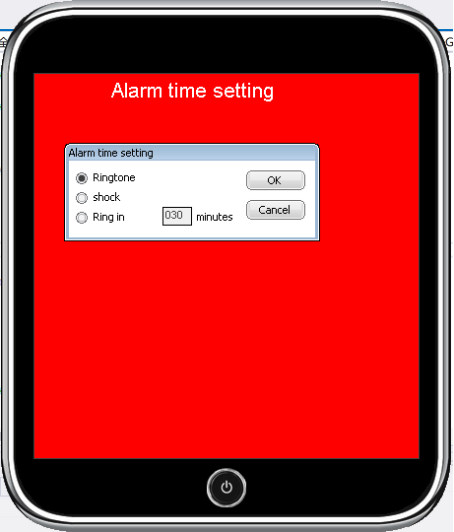 Alarm time setting
Alarm time setting
Ringtone
OK
shock
Cancel
Ring in 030 minutes